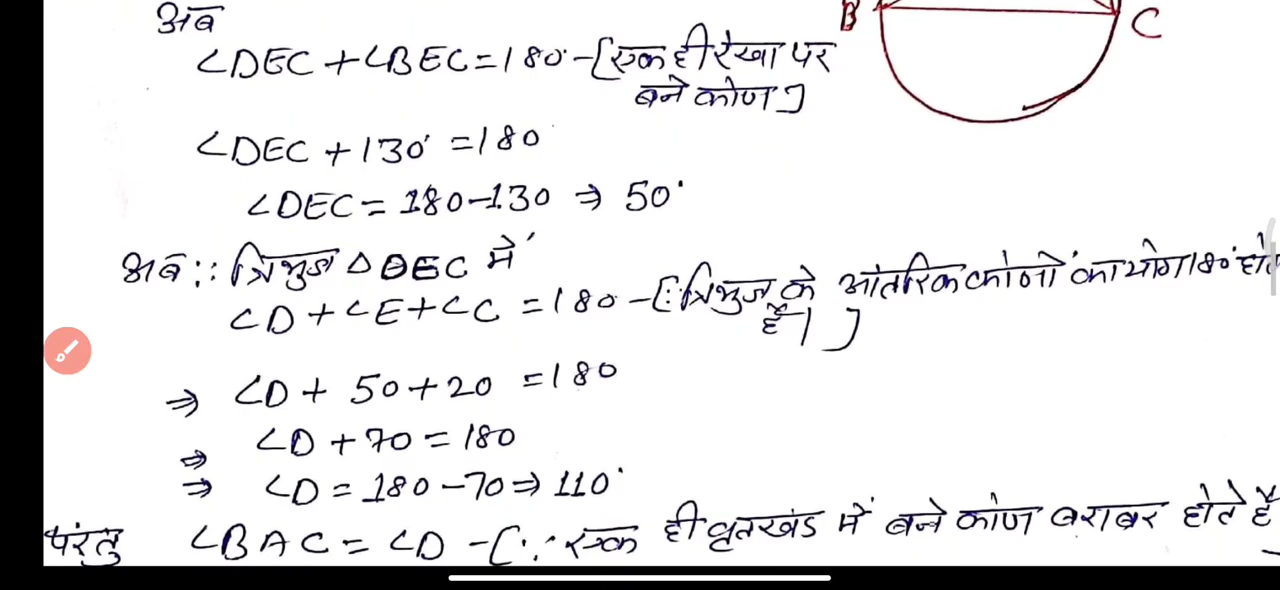 अब
B
C
∠DEC + ∠BEC = 180° - [एक ही रेखा पर
बने कोण]
∠DEC + 130° = 180
∠DEC = 180 - 130 ⇒ 50°
अब :: त्रिभुज △ DEC में
∠D + ∠E + ∠C = 180 - [∵ त्रिभुज के आंतरिक कोणों का योग 180° होते
हैं। ]
⇒ ∠D + 50 + 20 = 180
⇒ ∠D + 70 = 180
⇒ ∠D = 180 - 70 ⇒ 110°
परंतु ∠BAC = ∠D - [∵ एक ही वृतखंड में बने कोण बराबर होते हैं